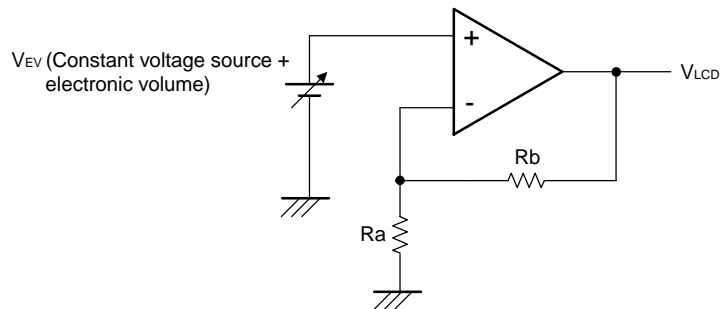 VEV (Constant voltage source +
electronic volume)
+
-
VLCD
Rb
Ra